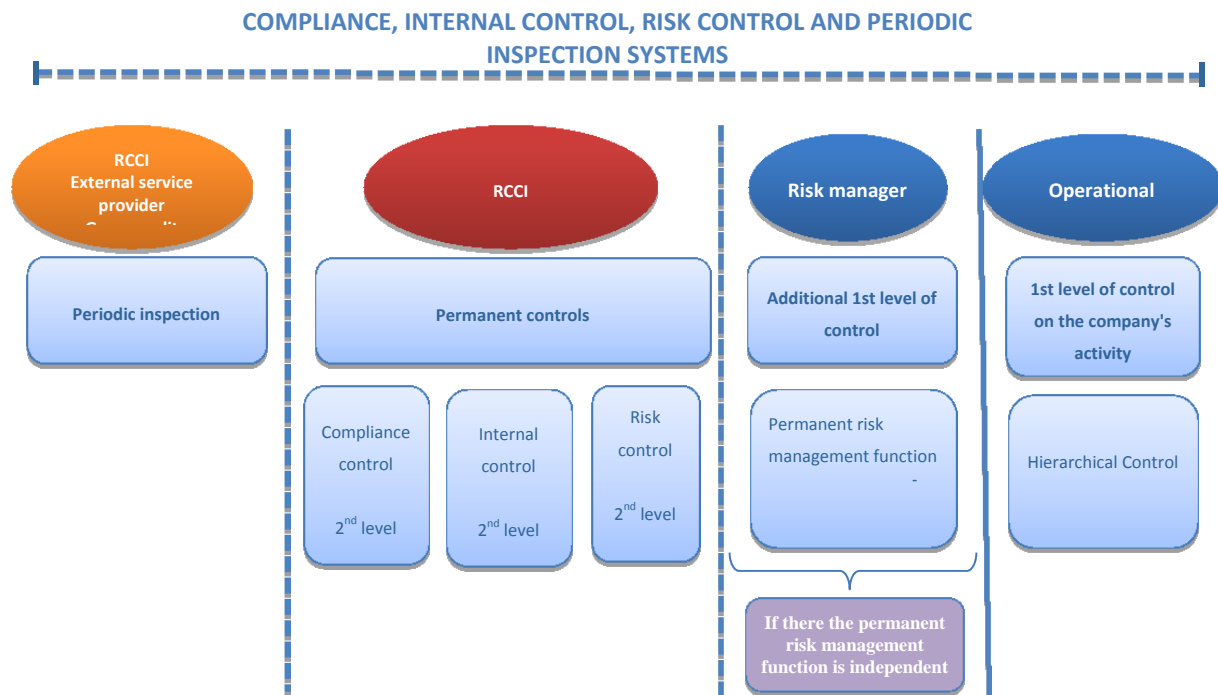 COMPLIANCE, INTERNAL CONTROL, RISK CONTROL AND PERIODIC
INSPECTION SYSTEMS
RCCI
External service
provider
RCCI
Risk manager
Operational
Periodic inspection
Permanent controls
Additional 1st level of
control
1st level of control
on the company's
activity
Compliance
control
2nd level
Internal
control
2nd level
Risk
control
2nd level
Permanent risk
management function
-
Hierarchical Control
If there the permanent
risk management
function is independent